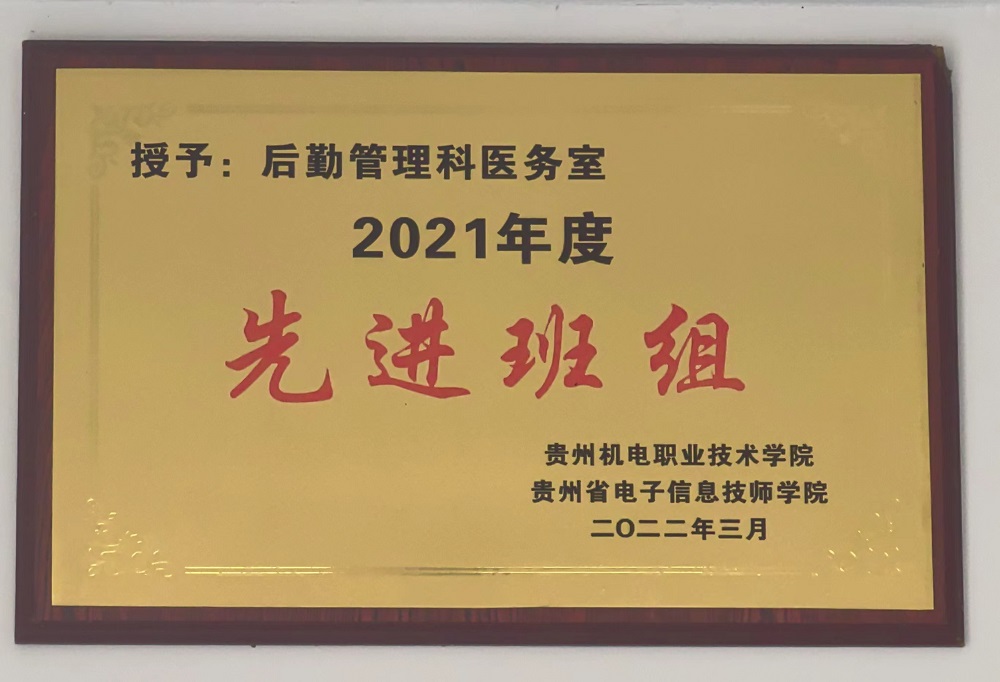 授予：后勤管理科医务室
2021年度
先进班组
贵州机电职业技术学院
贵州省电子信息技师学院
二〇二二年三月